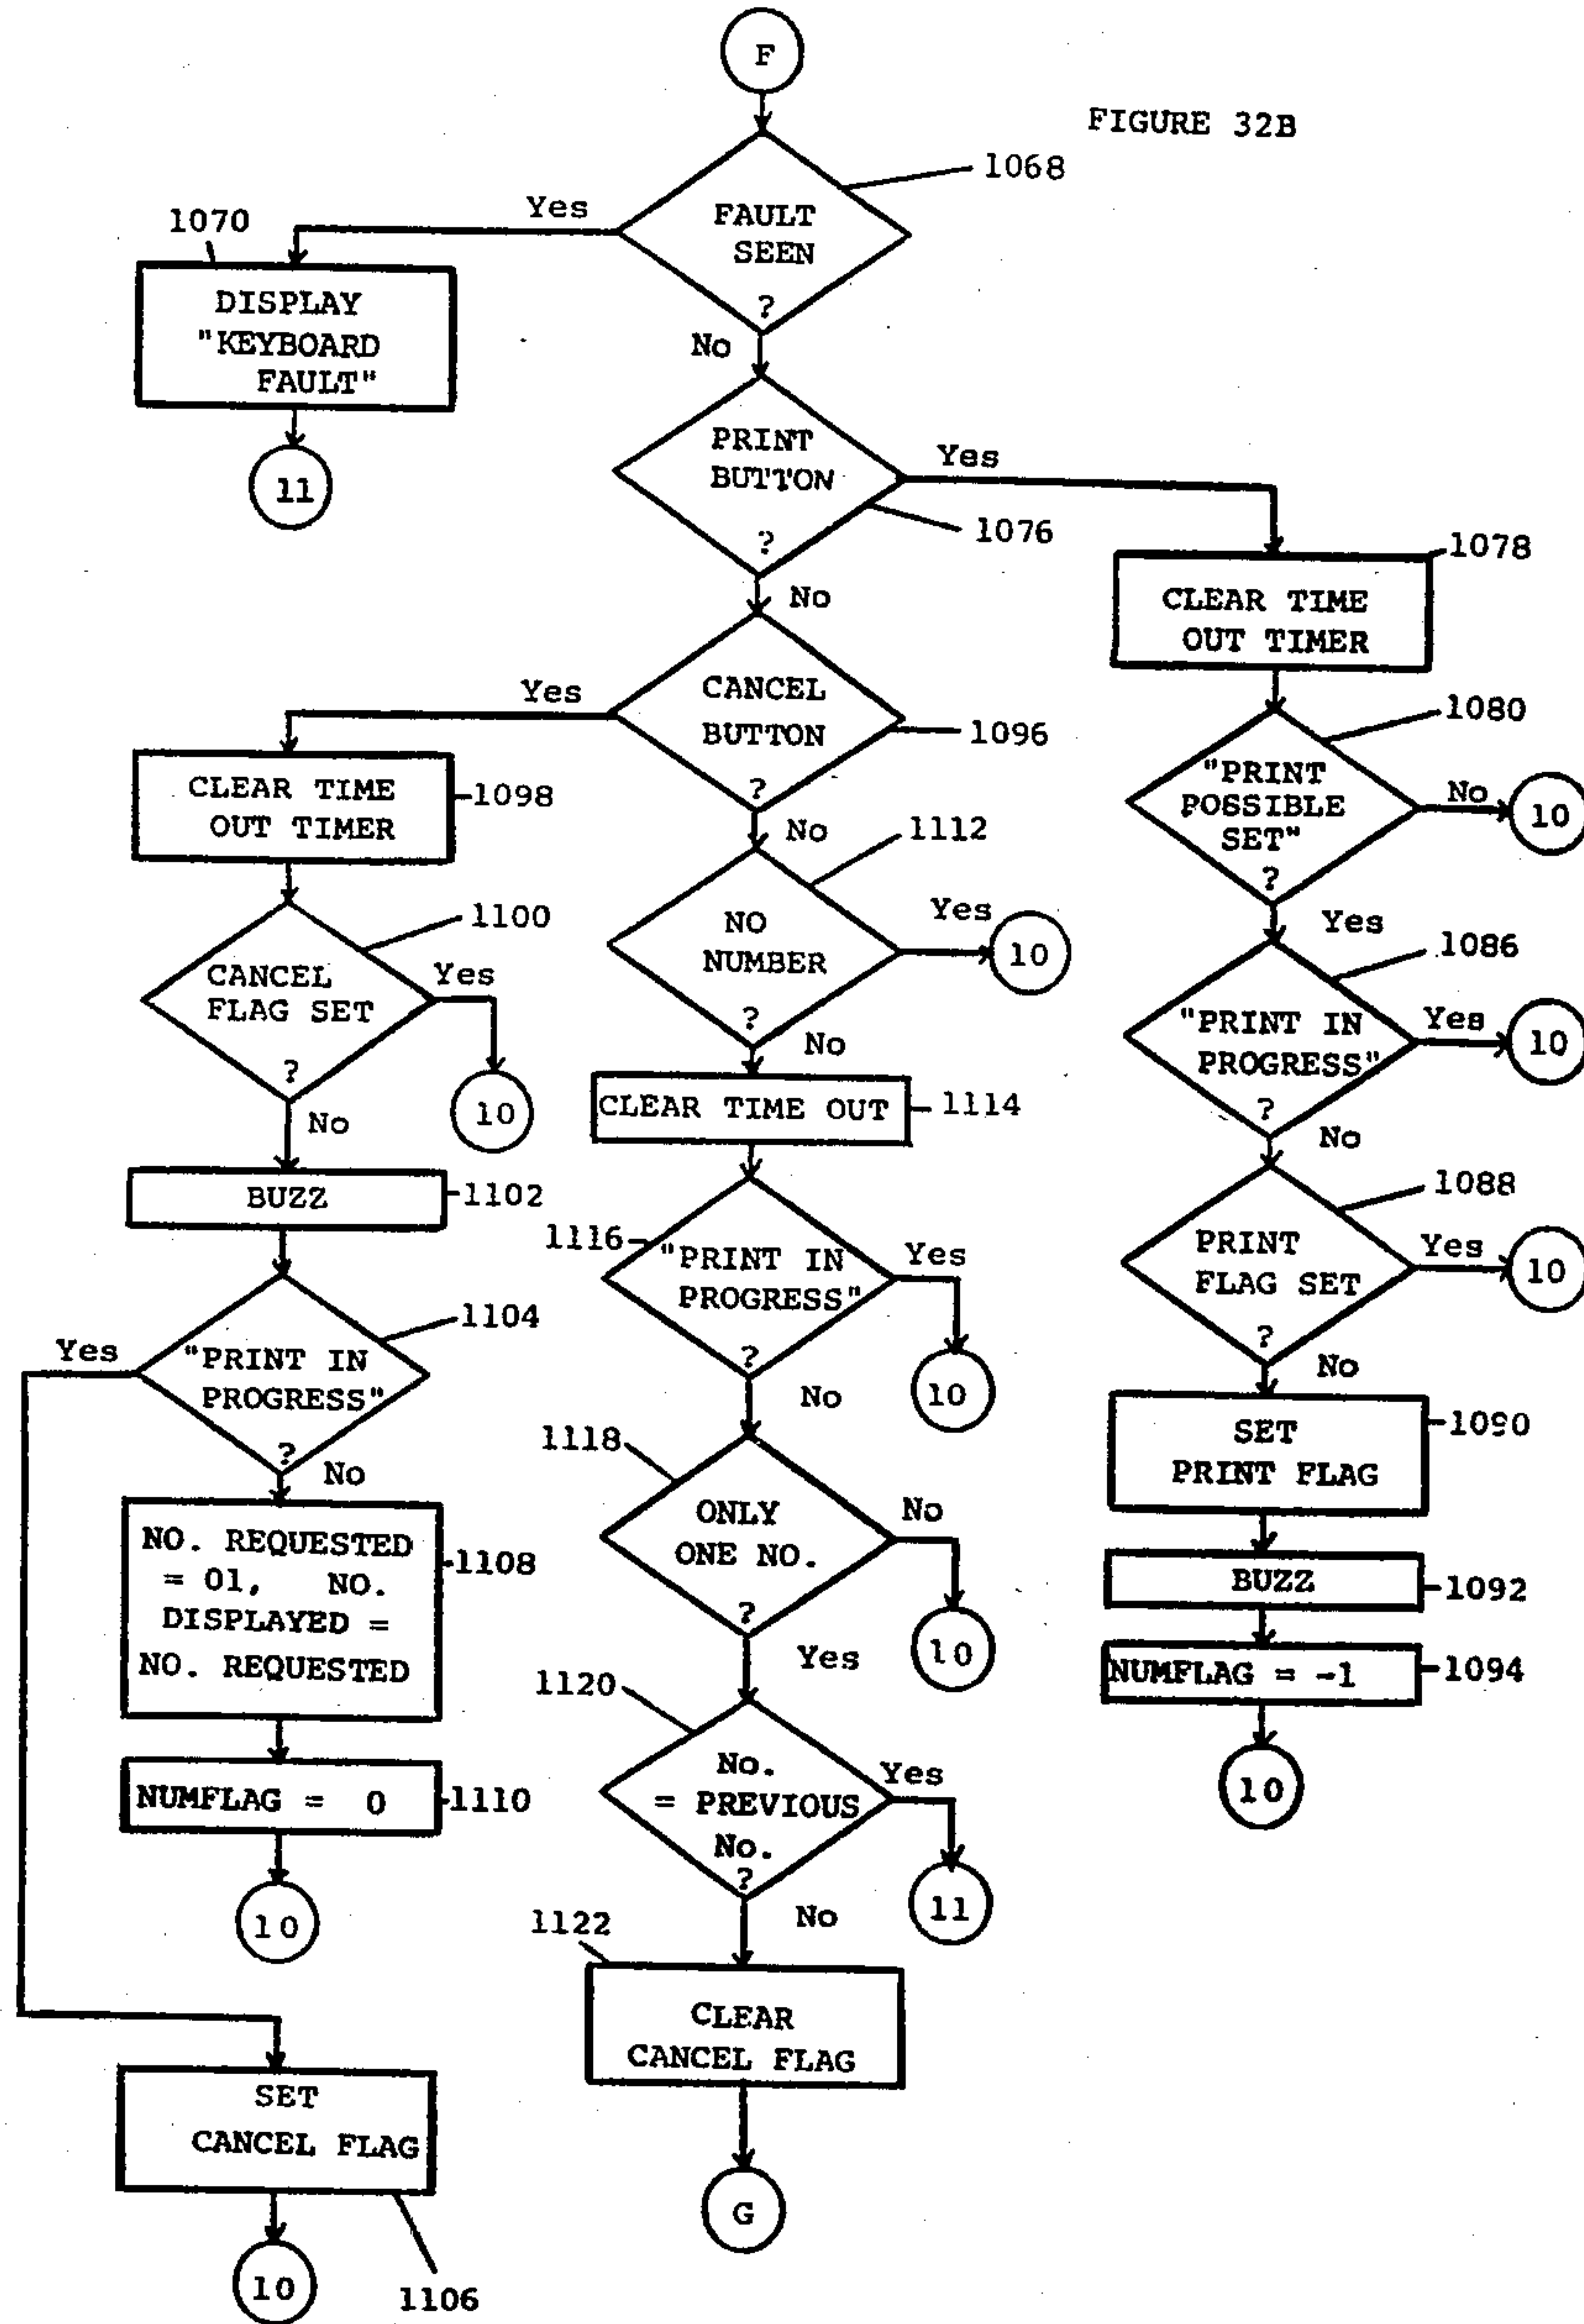 F
FIGURE 32B
1068
FAULT
SEEN
?
Yes
No
1070
DISPLAY
"KEYBOARD
FAULT"
11
PRINT
BUTTON
?
1076
Yes
No
1078
CLEAR TIME
OUT TIMER
1080
"PRINT
POSSIBLE
SET"
?
No
10
Yes
1086
"PRINT IN
PROGRESS"
?
Yes
10
No
1088
PRINT
FLAG SET
?
Yes
10
No
1090
SET
PRINT FLAG
BUZZ
1092
NUMFLAG = -1
1094
10
CANCEL
BUTTON
?
1096
Yes
No
CLEAR TIME
OUT TIMER
1098
1100
CANCEL
FLAG SET
?
Yes
10
No
BUZZ
1102
1104
"PRINT IN
PROGRESS"
?
Yes
No
NO. REQUESTED
= 01, NO.
DISPLAYED =
NO. REQUESTED
1108
NUMFLAG = 0
1110
10
SET
CANCEL FLAG
1106
10
1112
NO
NUMBER
?
Yes
10
No
CLEAR TIME OUT
1114
1116
"PRINT IN
PROGRESS"
?
Yes
10
No
1118
ONLY
ONE NO.
?
No
10
Yes
1120
No.
= PREVIOUS
No.
?
Yes
11
No
1122
CLEAR
CANCEL FLAG
G